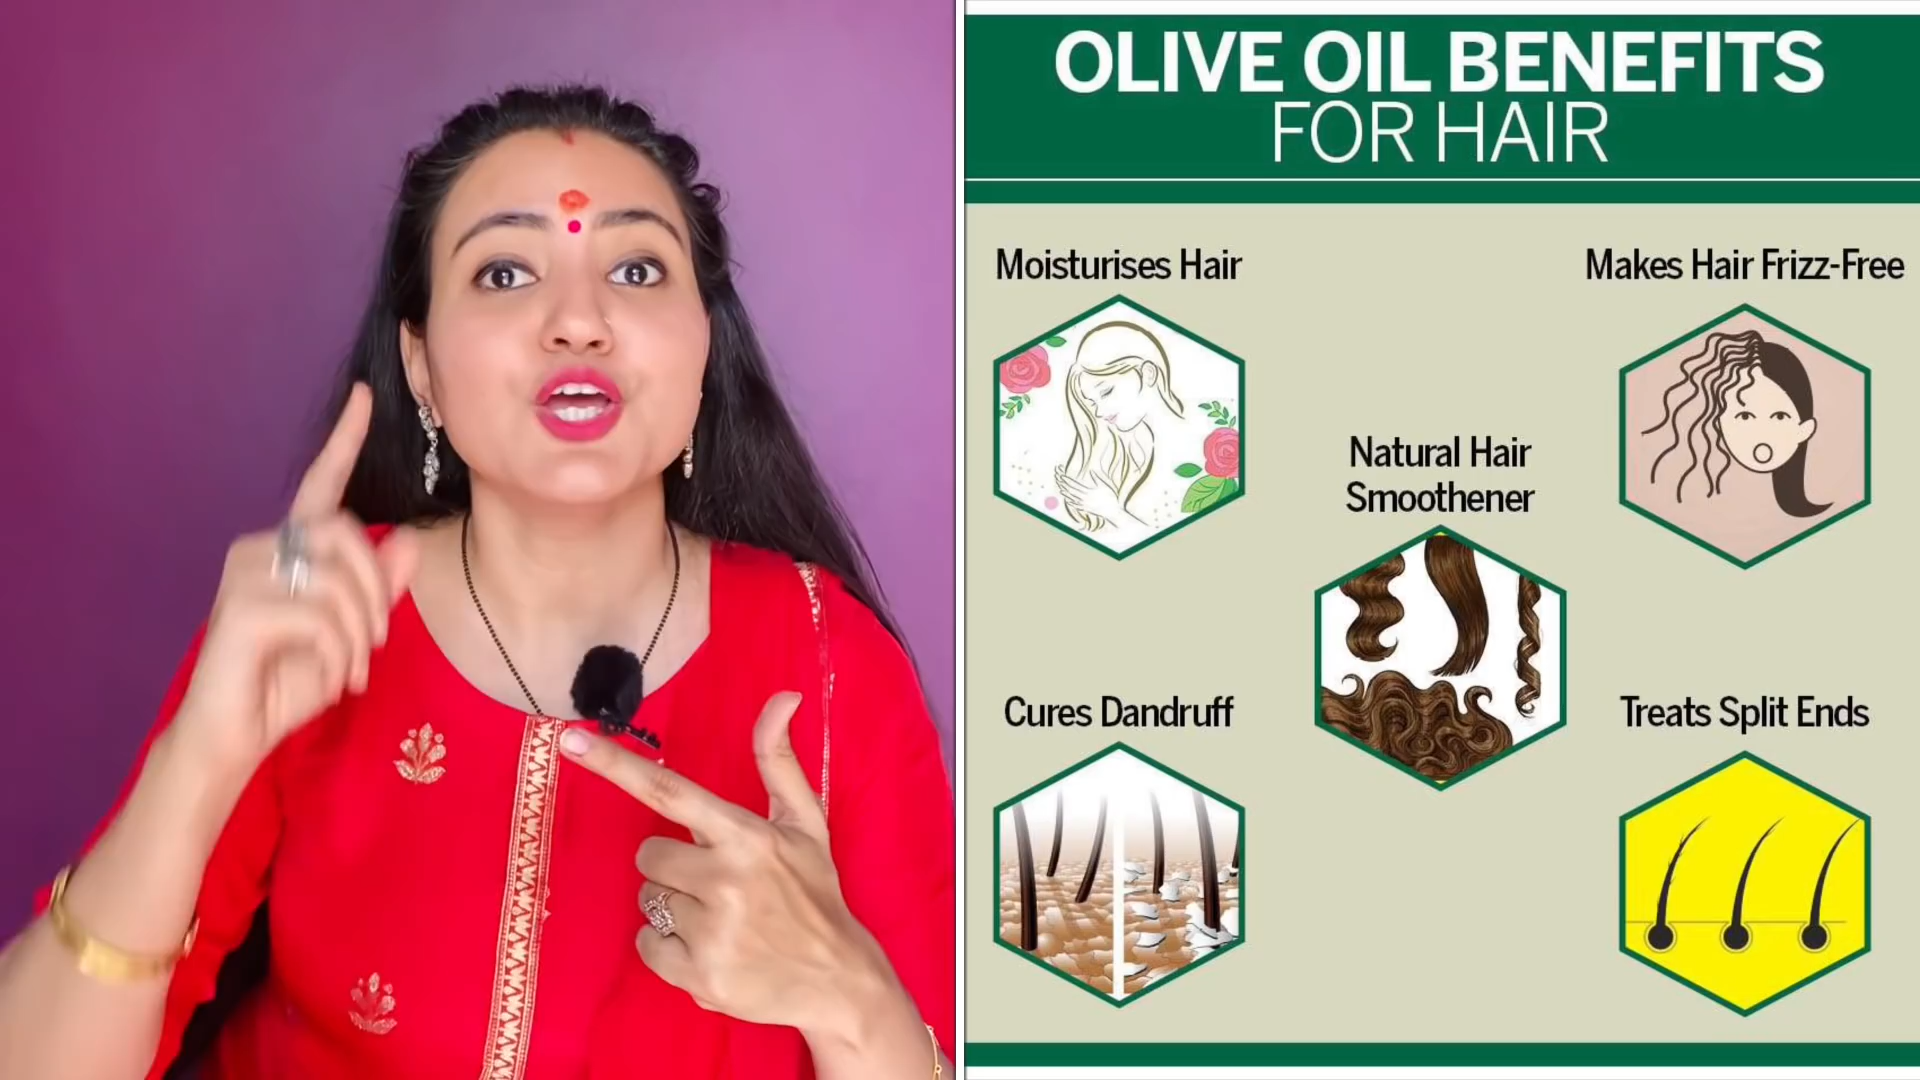 OLIVE OIL BENEFITS
FOR HAIR
Moisturises Hair
Makes Hair Frizz-Free
Natural Hair
Smoothener
Cures Dandruff
Treats Split Ends